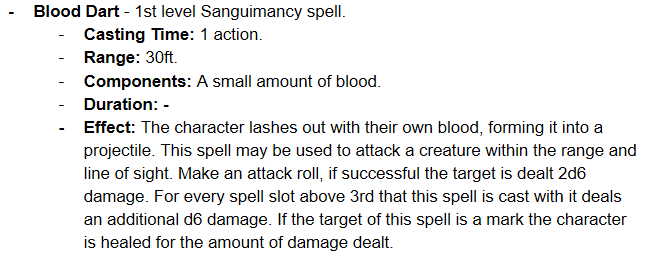 - Blood Dart - 1st level Sanguimancy spell.
- Casting Time: 1 action.
- Range: 30ft.
- Components: A small amount of blood.
- Duration: -
- Effect: The character lashes out with their own blood, forming it into a
projectile. This spell may be used to attack a creature within the range and
line of sight. Make an attack roll, if successful the target is dealt 2d6
damage. For every spell slot above 3rd that this spell is cast with it deals
an additional d6 damage. If the target of this spell is a mark the character
is healed for the amount of damage dealt.